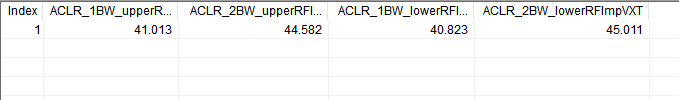 Index ACLR_1BW_upperR... ACLR_2BW_upperRFI... ACLR_1BW_lowerRFI... ACLR_2BW_lowerRFImpVXT
1 41.013 44.582 40.823 45.011